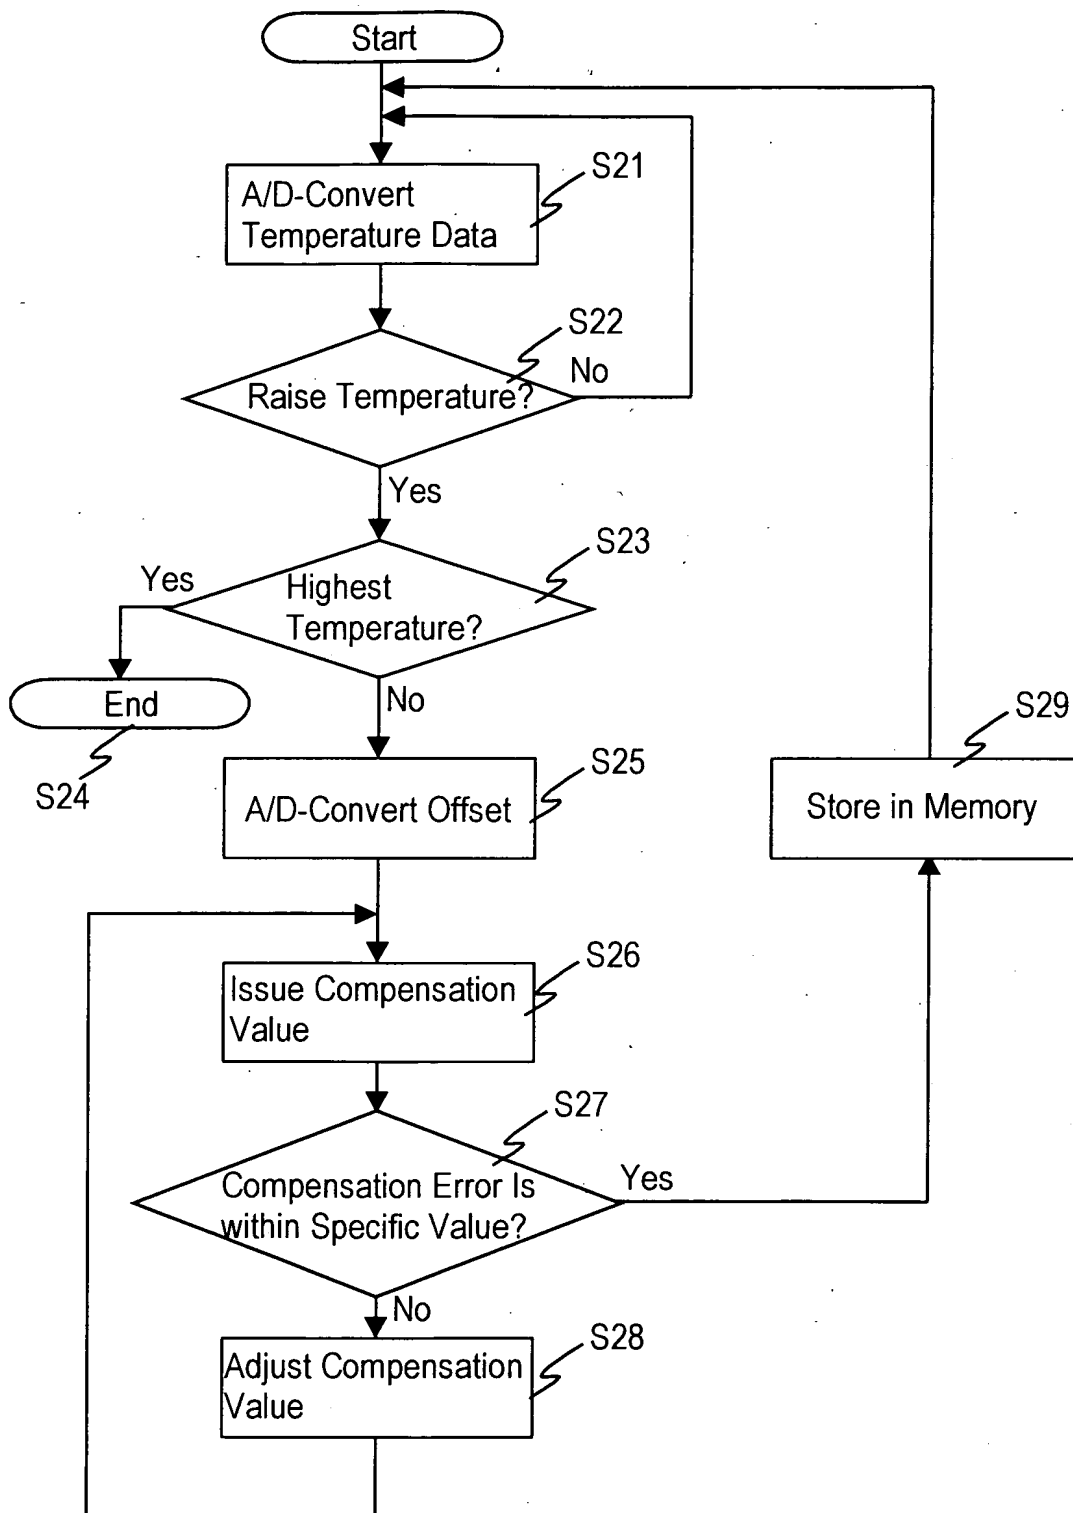 Start
S21
A/D-Convert
Temperature Data
S22
Raise Temperature?
No
Yes
S23
Yes
Highest
Temperature?
End
No
S24
S25
A/D-Convert Offset
S29
Store in Memory
S26
Issue Compensation
Value
S27
Compensation Error Is
within Specific Value?
Yes
No
S28
Adjust Compensation
Value